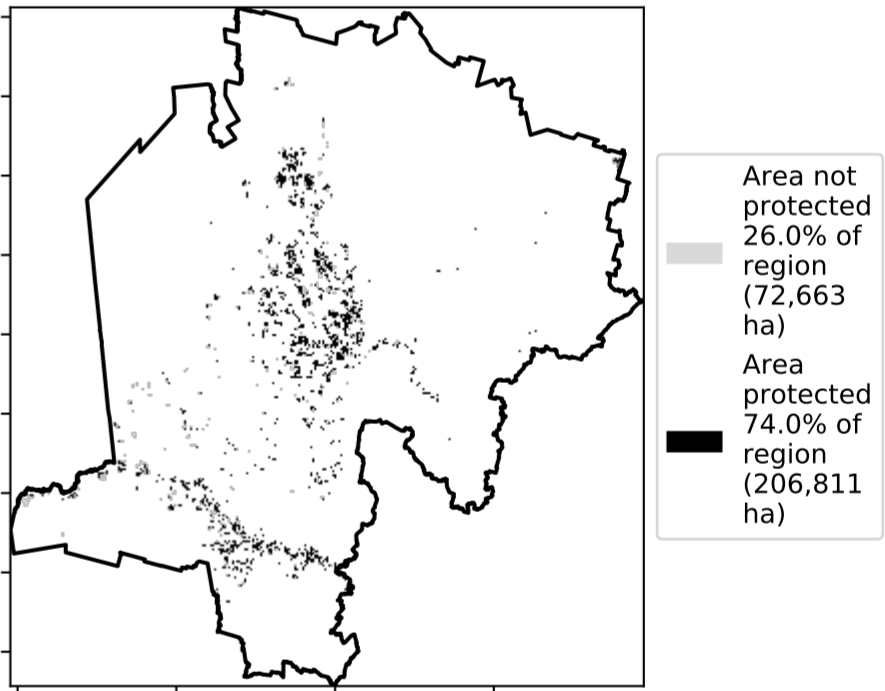 Area not
protected
26.0% of
region
(72,663
ha)
Area
protected
74.0% of
region
(206,811
ha)